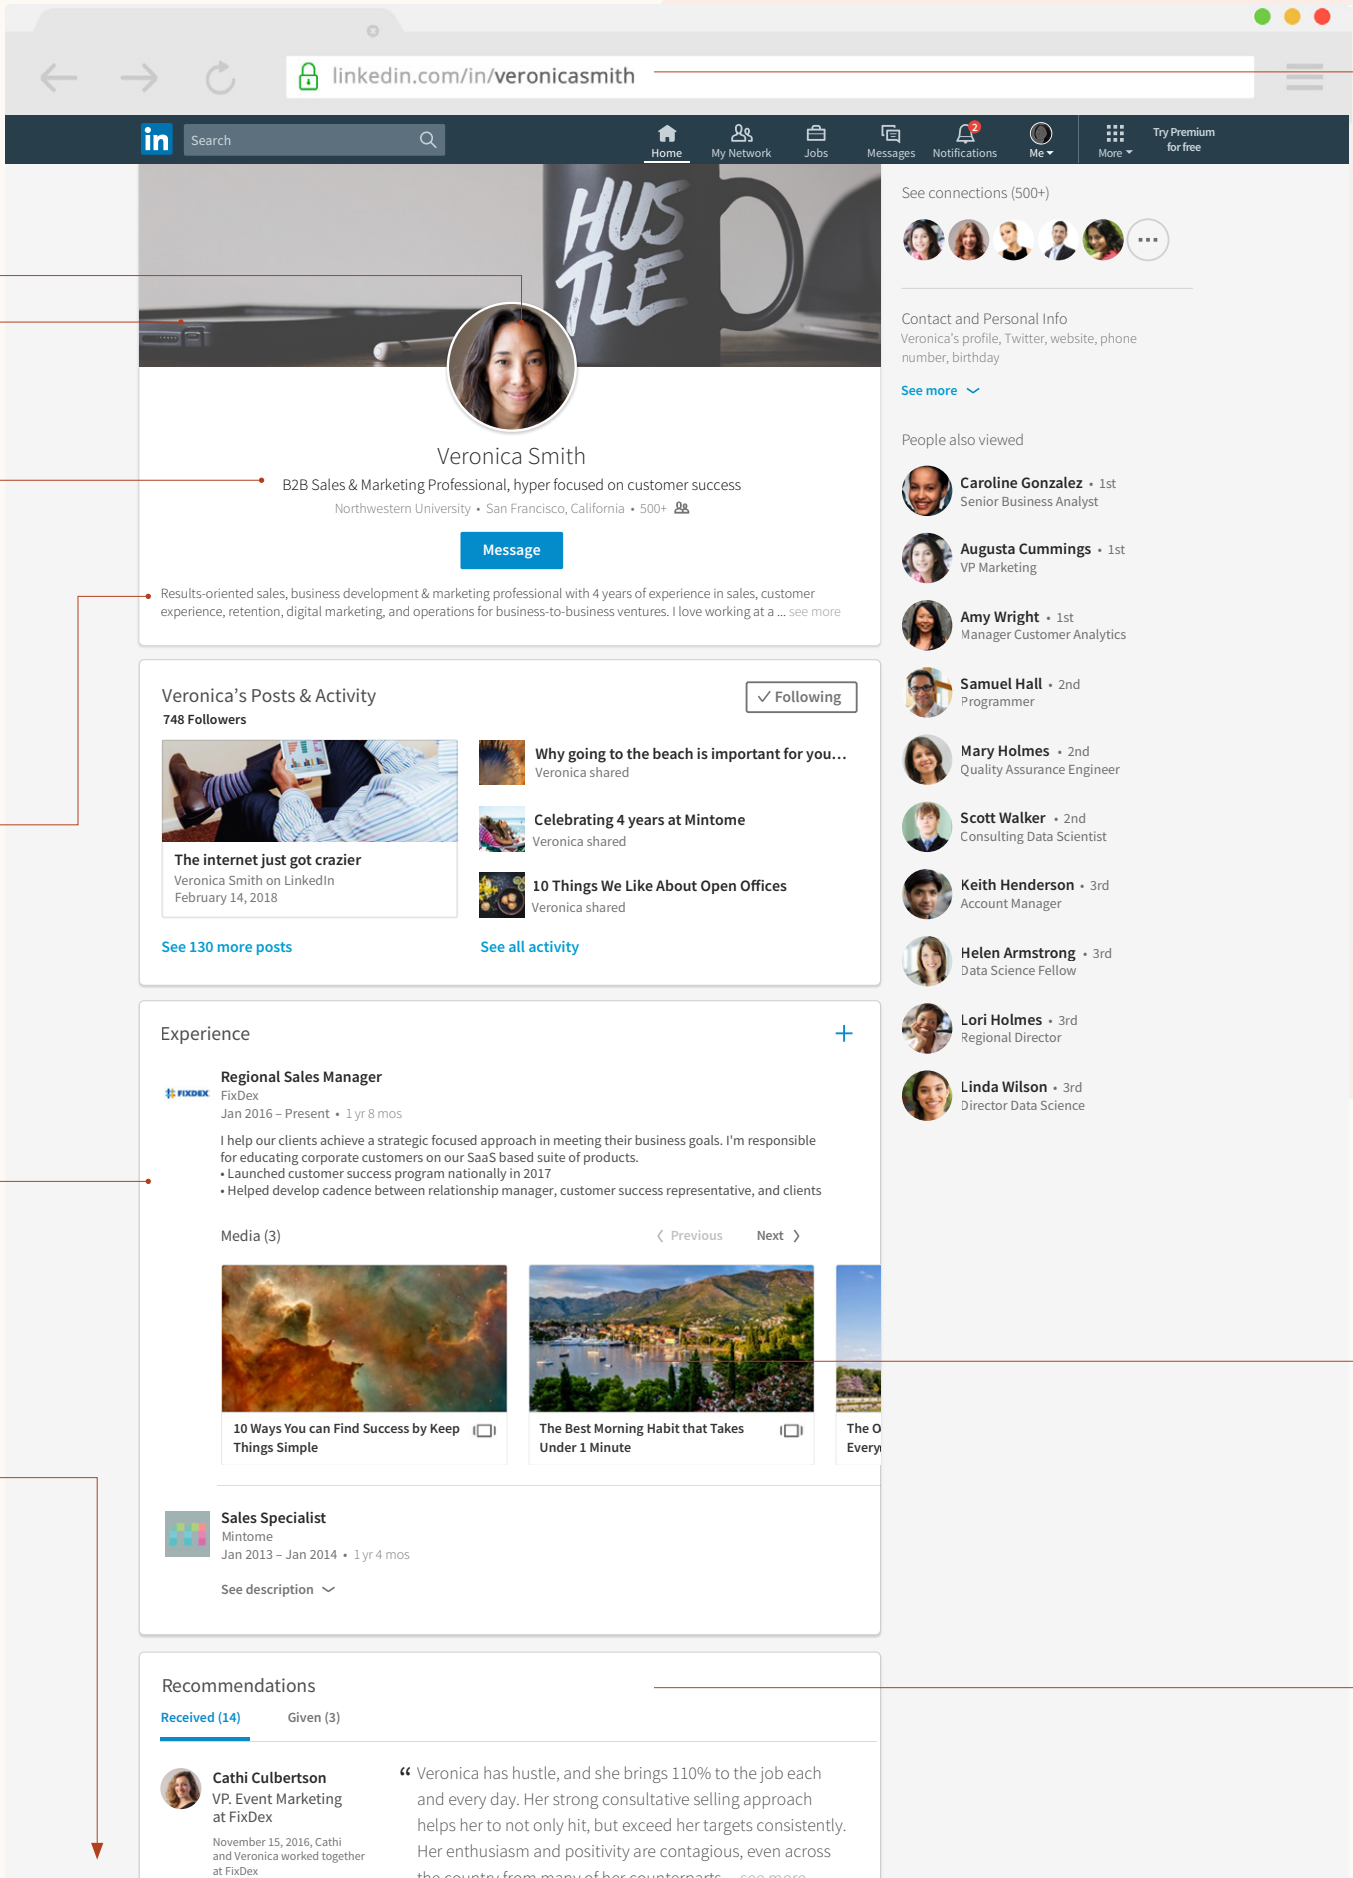 linkedin.com/in/veronicasmith
in
Search
Home
My Network
Jobs
Messages
2
Notifications
Me
More
Try Premium
for free
HUS
TLE
Veronica Smith
B2B Sales & Marketing Professional, hyper focused on customer success
Northwestern University • San Francisco, California • 500+
Message
Results-oriented sales, business development & marketing professional with 4 years of experience in sales, customer
experience, retention, digital marketing, and operations for business-to-business ventures. I love working at a ... see more
Veronica’s Posts & Activity
748 Followers
Following
The internet just got crazier
Veronica Smith on LinkedIn
February 14, 2018
See 130 more posts
Why going to the beach is important for you...
Veronica shared
Celebrating 4 years at Mintome
Veronica shared
10 Things We Like About Open Offices
Veronica shared
See all activity
Experience
FIXDEX
Regional Sales Manager
FixDex
Jan 2016 – Present • 1 yr 8 mos
I help our clients achieve a strategic focused approach in meeting their business goals. I'm responsible
for educating corporate customers on our SaaS based suite of products.
• Launched customer success program nationally in 2017
• Helped develop cadence between relationship manager, customer success representative, and clients
Media (3)
Previous
Next
10 Ways You can Find Success by Keep
Things Simple
The Best Morning Habit that Takes
Under 1 Minute
The O
Every
Sales Specialist
Mintome
Jan 2013 – Jan 2014 • 1 yr 4 mos
See description
Recommendations
Received (14)
Given (3)
Cathi Culbertson
VP. Event Marketing
at FixDex
November 15, 2016, Cathi
and Veronica worked together
at FixDex
“ Veronica has hustle, and she brings 110% to the job each
and every day. Her strong consultative selling approach
helps her to not only hit, but exceed her targets consistently.
Her enthusiasm and positivity are contagious, even across
the country from many of her counterparts... see more
See connections (500+)
Contact and Personal Info
Veronica’s profile, Twitter, website, phone
number, birthday
See more
People also viewed
Caroline Gonzalez • 1st
Senior Business Analyst
Augusta Cummings • 1st
VP Marketing
Amy Wright • 1st
Manager Customer Analytics
Samuel Hall • 2nd
Programmer
Mary Holmes • 2nd
Quality Assurance Engineer
Scott Walker • 2nd
Consulting Data Scientist
Keith Henderson • 3rd
Account Manager
Helen Armstrong • 3rd
Data Science Fellow
Lori Holmes • 3rd
Regional Director
Linda Wilson • 3rd
Director Data Science